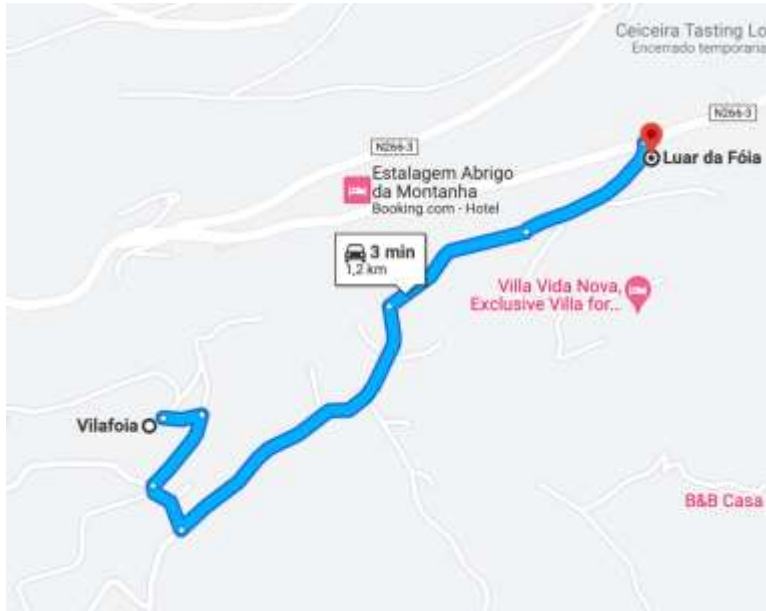 Ceiceira Tasting Lo
Encerrado temporaria
N266-3
N266-3
Luar da Fóia
Estalagem Abrigo
da Montanha
Booking.com - Hotel
3 min
1,2 km
Villa Vida Nova,
Exclusive Villa for...
Vilafoia
B&B Casa